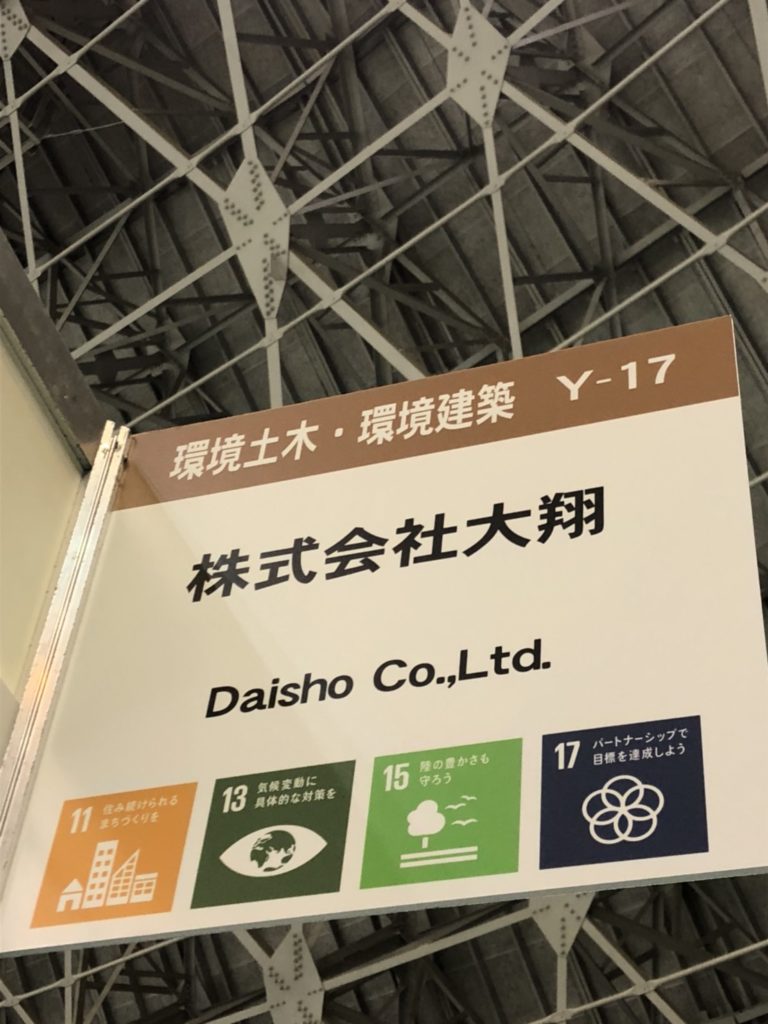 環境土木・環境建築 Y-17
株式会社大翔
Daisho Co.,Ltd.
11 住み続けられる
まちづくりを
13 気候変動に
具体的な対策を
15 陸の豊かさも
守ろう
17 パートナーシップで
目標を達成しよう